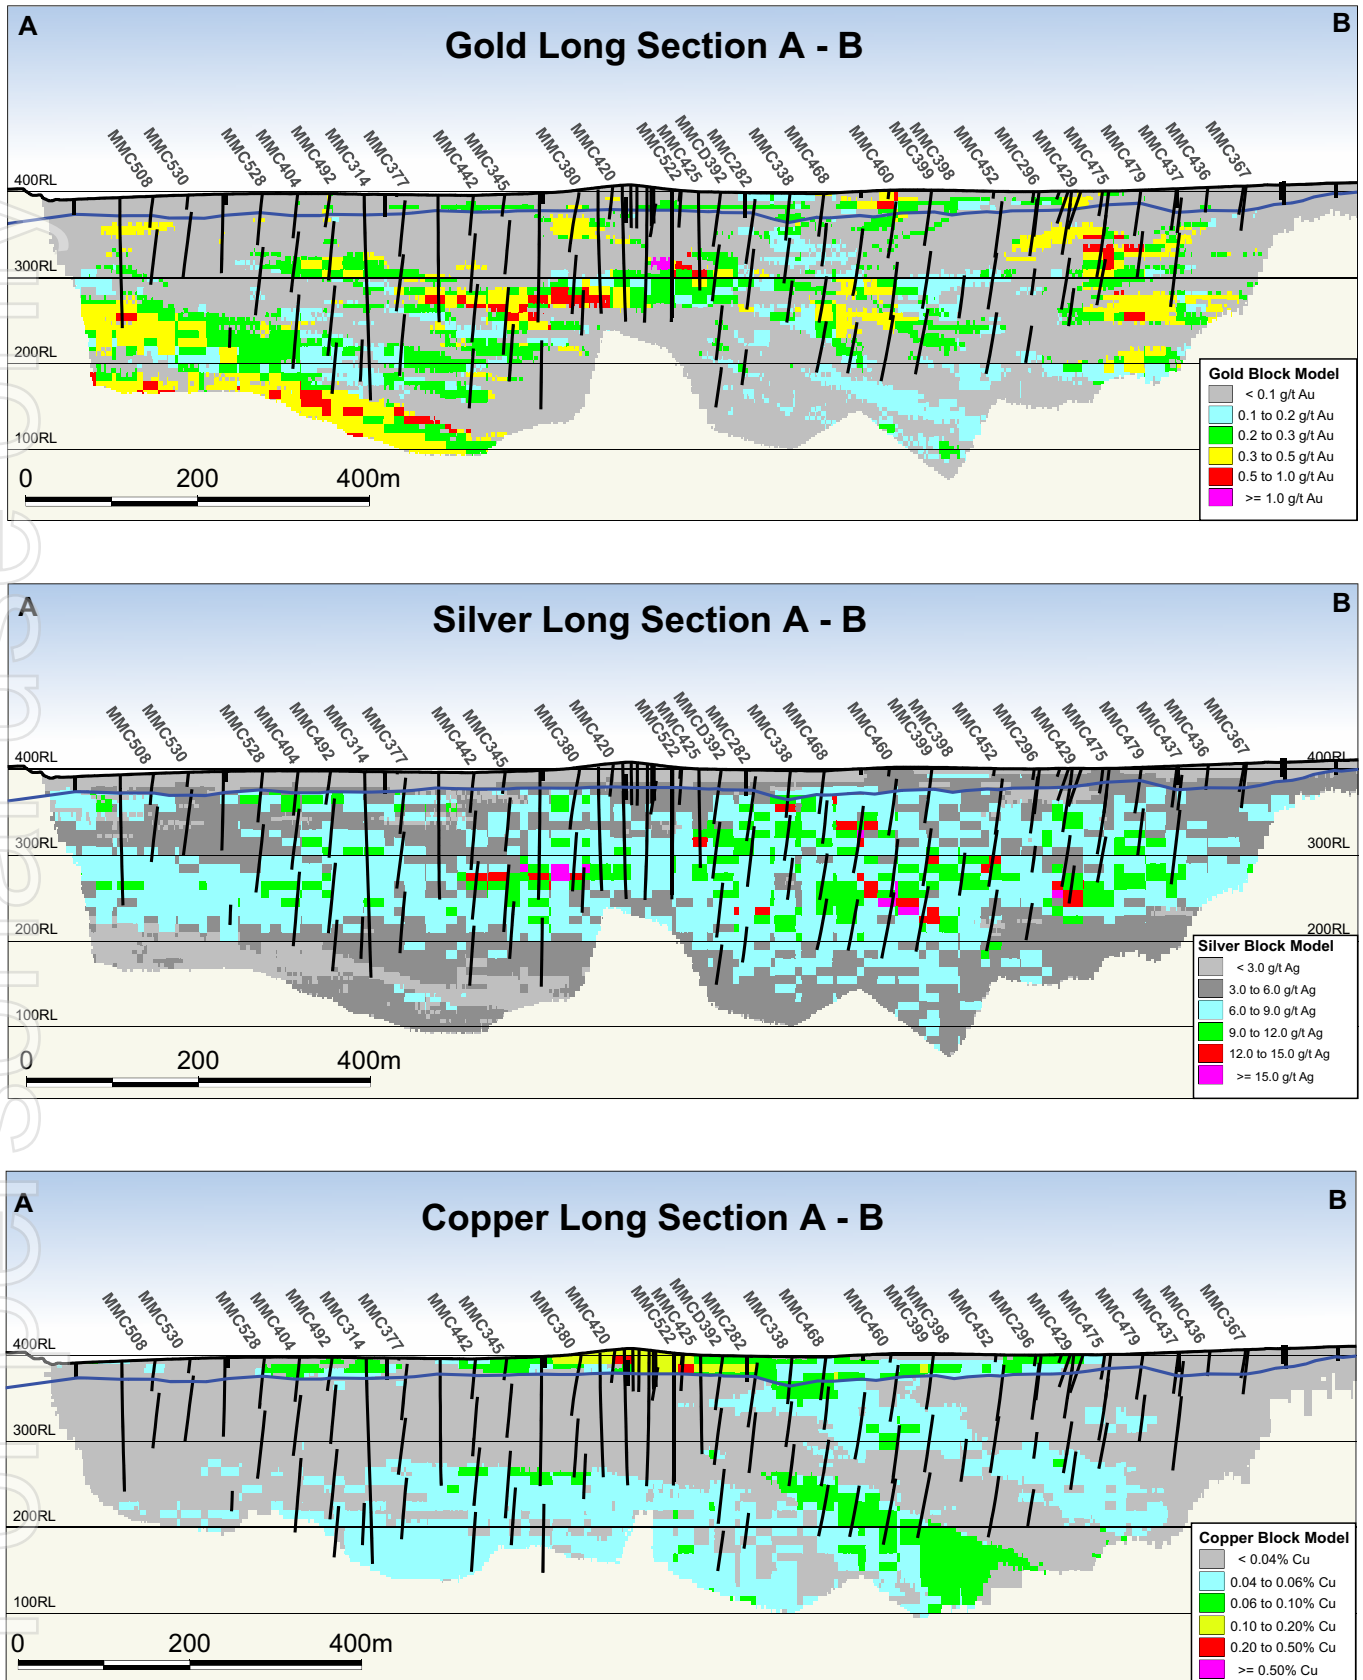 A
B
Gold Long Section A - B
MMC508
MMC530
MMC528
MMC404
MMC492
MMC314
MMC377
MMC442
MMC345
MMC380
MMC420
MMC522
MMC425
MMCD392
MMC282
MMC338
MMC468
MMC460
MMC399
MMC398
MMC452
MMC296
MMC429
MMC475
MMC479
MMC437
MMC436
MMC367
400RL
300RL
200RL
100RL
0 200 400m
Gold Block Model
< 0.1 g/t Au
0.1 to 0.2 g/t Au
0.2 to 0.3 g/t Au
0.3 to 0.5 g/t Au
0.5 to 1.0 g/t Au
>= 1.0 g/t Au
A
B
Silver Long Section A - B
MMC508
MMC530
MMC528
MMC404
MMC492
MMC314
MMC377
MMC442
MMC345
MMC380
MMC420
MMC522
MMC425
MMCD392
MMC282
MMC338
MMC468
MMC460
MMC399
MMC398
MMC452
MMC296
MMC429
MMC475
MMC479
MMC437
MMC436
MMC367
400RL 400RL
300RL 300RL
200RL 200RL
100RL
0 200 400m
Silver Block Model
< 3.0 g/t Ag
3.0 to 6.0 g/t Ag
6.0 to 9.0 g/t Ag
9.0 to 12.0 g/t Ag
12.0 to 15.0 g/t Ag
>= 15.0 g/t Ag
A
B
Copper Long Section A - B
MMC508
MMC530
MMC528
MMC404
MMC492
MMC314
MMC377
MMC442
MMC345
MMC380
MMC420
MMC522
MMC425
MMCD392
MMC282
MMC338
MMC468
MMC460
MMC399
MMC398
MMC452
MMC296
MMC429
MMC475
MMC479
MMC437
MMC436
MMC367
400RL
300RL
200RL
100RL
0 200 400m
Copper Block Model
< 0.04% Cu
0.04 to 0.06% Cu
0.06 to 0.10% Cu
0.10 to 0.20% Cu
0.20 to 0.50% Cu
>= 0.50% Cu
For personal use only